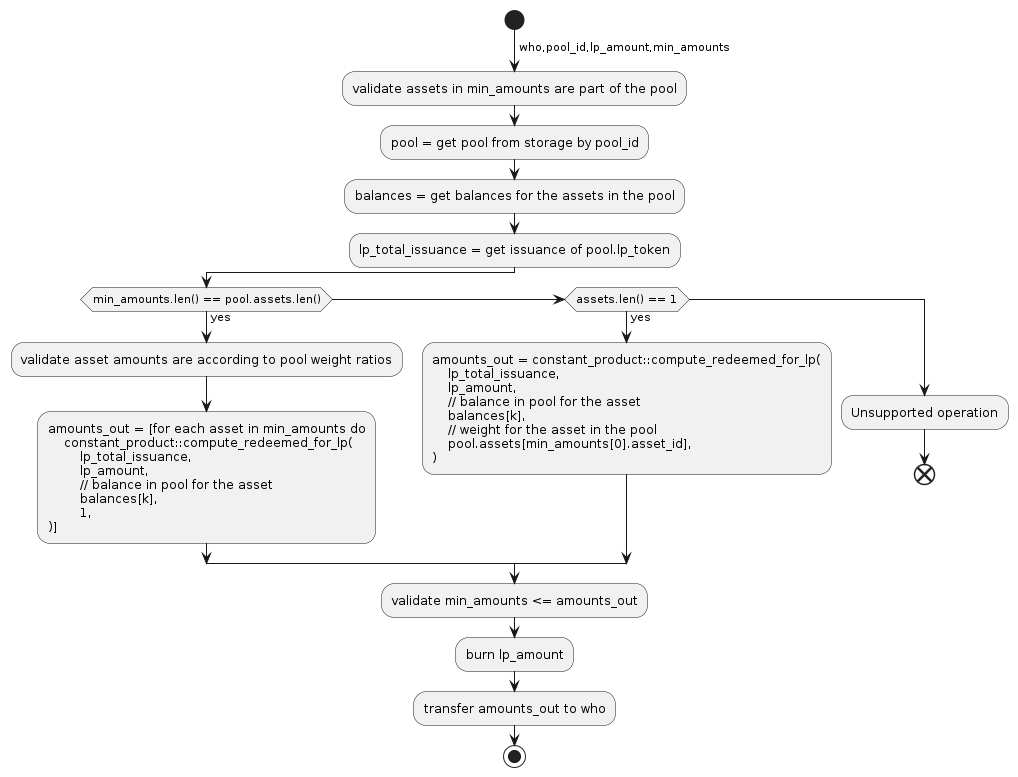 who,pool_id,lp_amount,min_amounts
validate assets in min_amounts are part of the pool
pool = get pool from storage by pool_id
balances = get balances for the assets in the pool
lp_total_issuance = get issuance of pool.lp_token
min_amounts.len() == pool.assets.len()
yes
validate asset amounts are according to pool weight ratios
amounts_out = [for each asset in min_amounts do
constant_product::compute_redeemed_for_lp(
lp_total_issuance,
lp_amount,
// balance in pool for the asset
balances[k],
1,
)]
assets.len() == 1
yes
amounts_out = constant_product::compute_redeemed_for_lp(
lp_total_issuance,
lp_amount,
// balance in pool for the asset
balances[k],
// weight for the asset in the pool
pool.assets[min_amounts[0].asset_id],
)
Unsupported operation
validate min_amounts <= amounts_out
burn lp_amount
transfer amounts_out to who